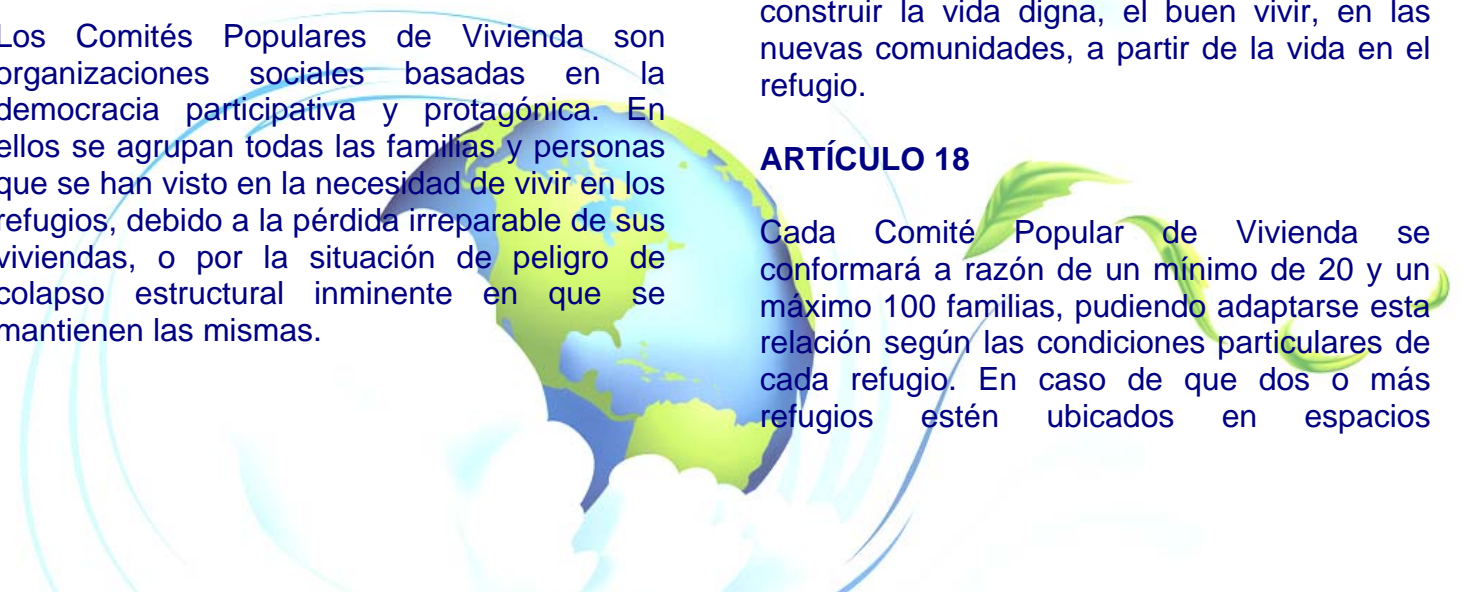 Los Comités Populares de Vivienda son
organizaciones sociales basadas en la
democracia participativa y protagónica. En
ellos se agrupan todas las familias y personas
que se han visto en la necesidad de vivir en los
refugios, debido a la pérdida irreparable de sus
viviendas, o por la situación de peligro de
colapso estructural inminente en que se
mantienen las mismas.
construir la vida digna, el buen vivir, en las
nuevas comunidades, a partir de la vida en el
refugio.
ARTÍCULO 18
Cada Comité Popular de Vivienda se
conformará a razón de un mínimo de 20 y un
máximo 100 familias, pudiendo adaptarse esta
relación según las condiciones particulares de
cada refugio. En caso de que dos o más
refugios estén ubicados en espacios